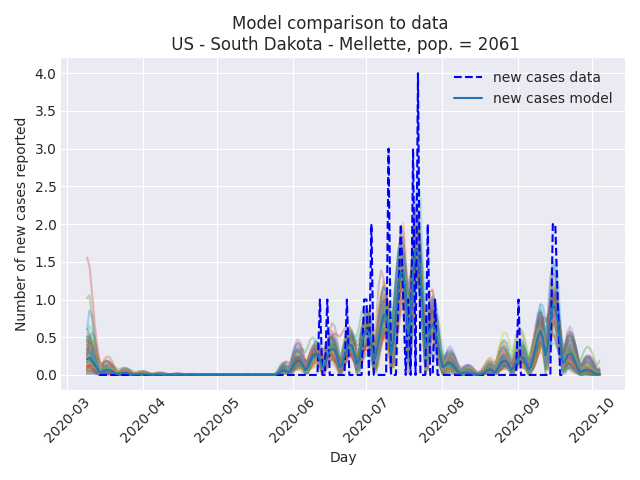 Model comparison to data
US - South Dakota - Mellette, pop. = 2061
new cases data
new cases model
Number of new cases reported
4.0
3.5
3.0
2.5
2.0
1.5
1.0
0.5
0.0
2020-03
2020-04
2020-05
2020-06
2020-07
2020-08
2020-09
2020-10
Day